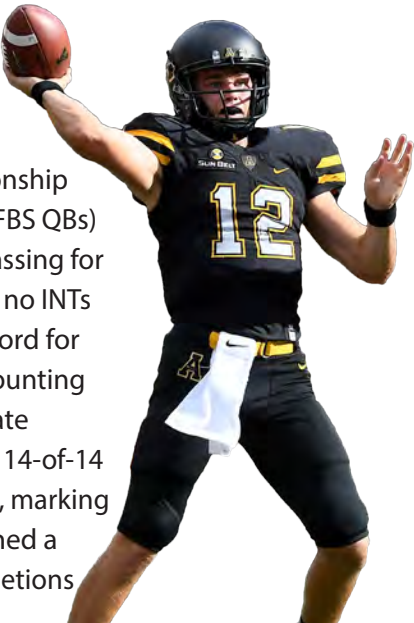 onship
FBS QBs)
assing for
no INTs
ord for
ounting
ate
14-of-14
, marking
ned a
etions
SUN BELT
12
A